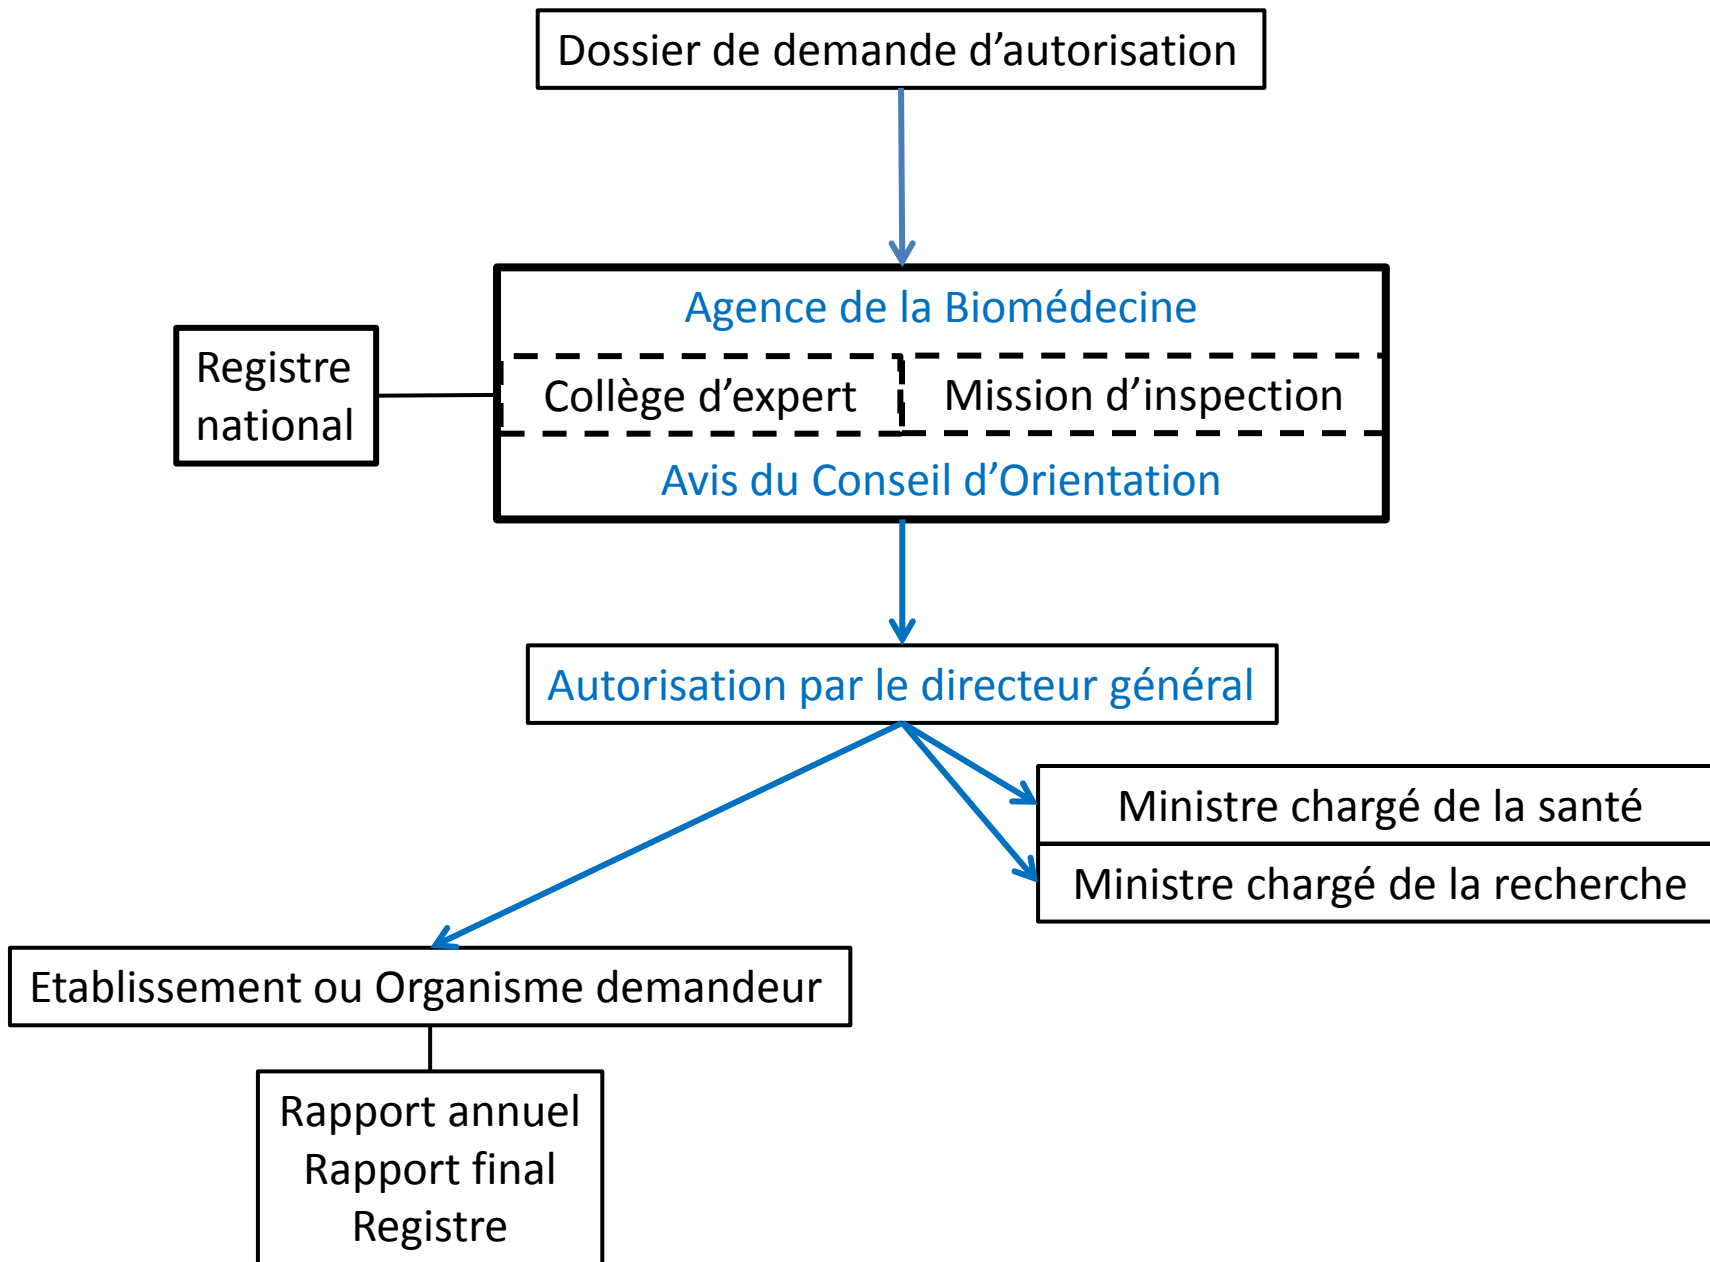 Dossier de demande d’autorisation
Agence de la Biomédecine
Registre
national
Collège d’expert
Mission d’inspection
Avis du Conseil d’Orientation
Autorisation par le directeur général
Ministre chargé de la santé
Ministre chargé de la recherche
Etablissement ou Organisme demandeur
Rapport annuel
Rapport final
Registre